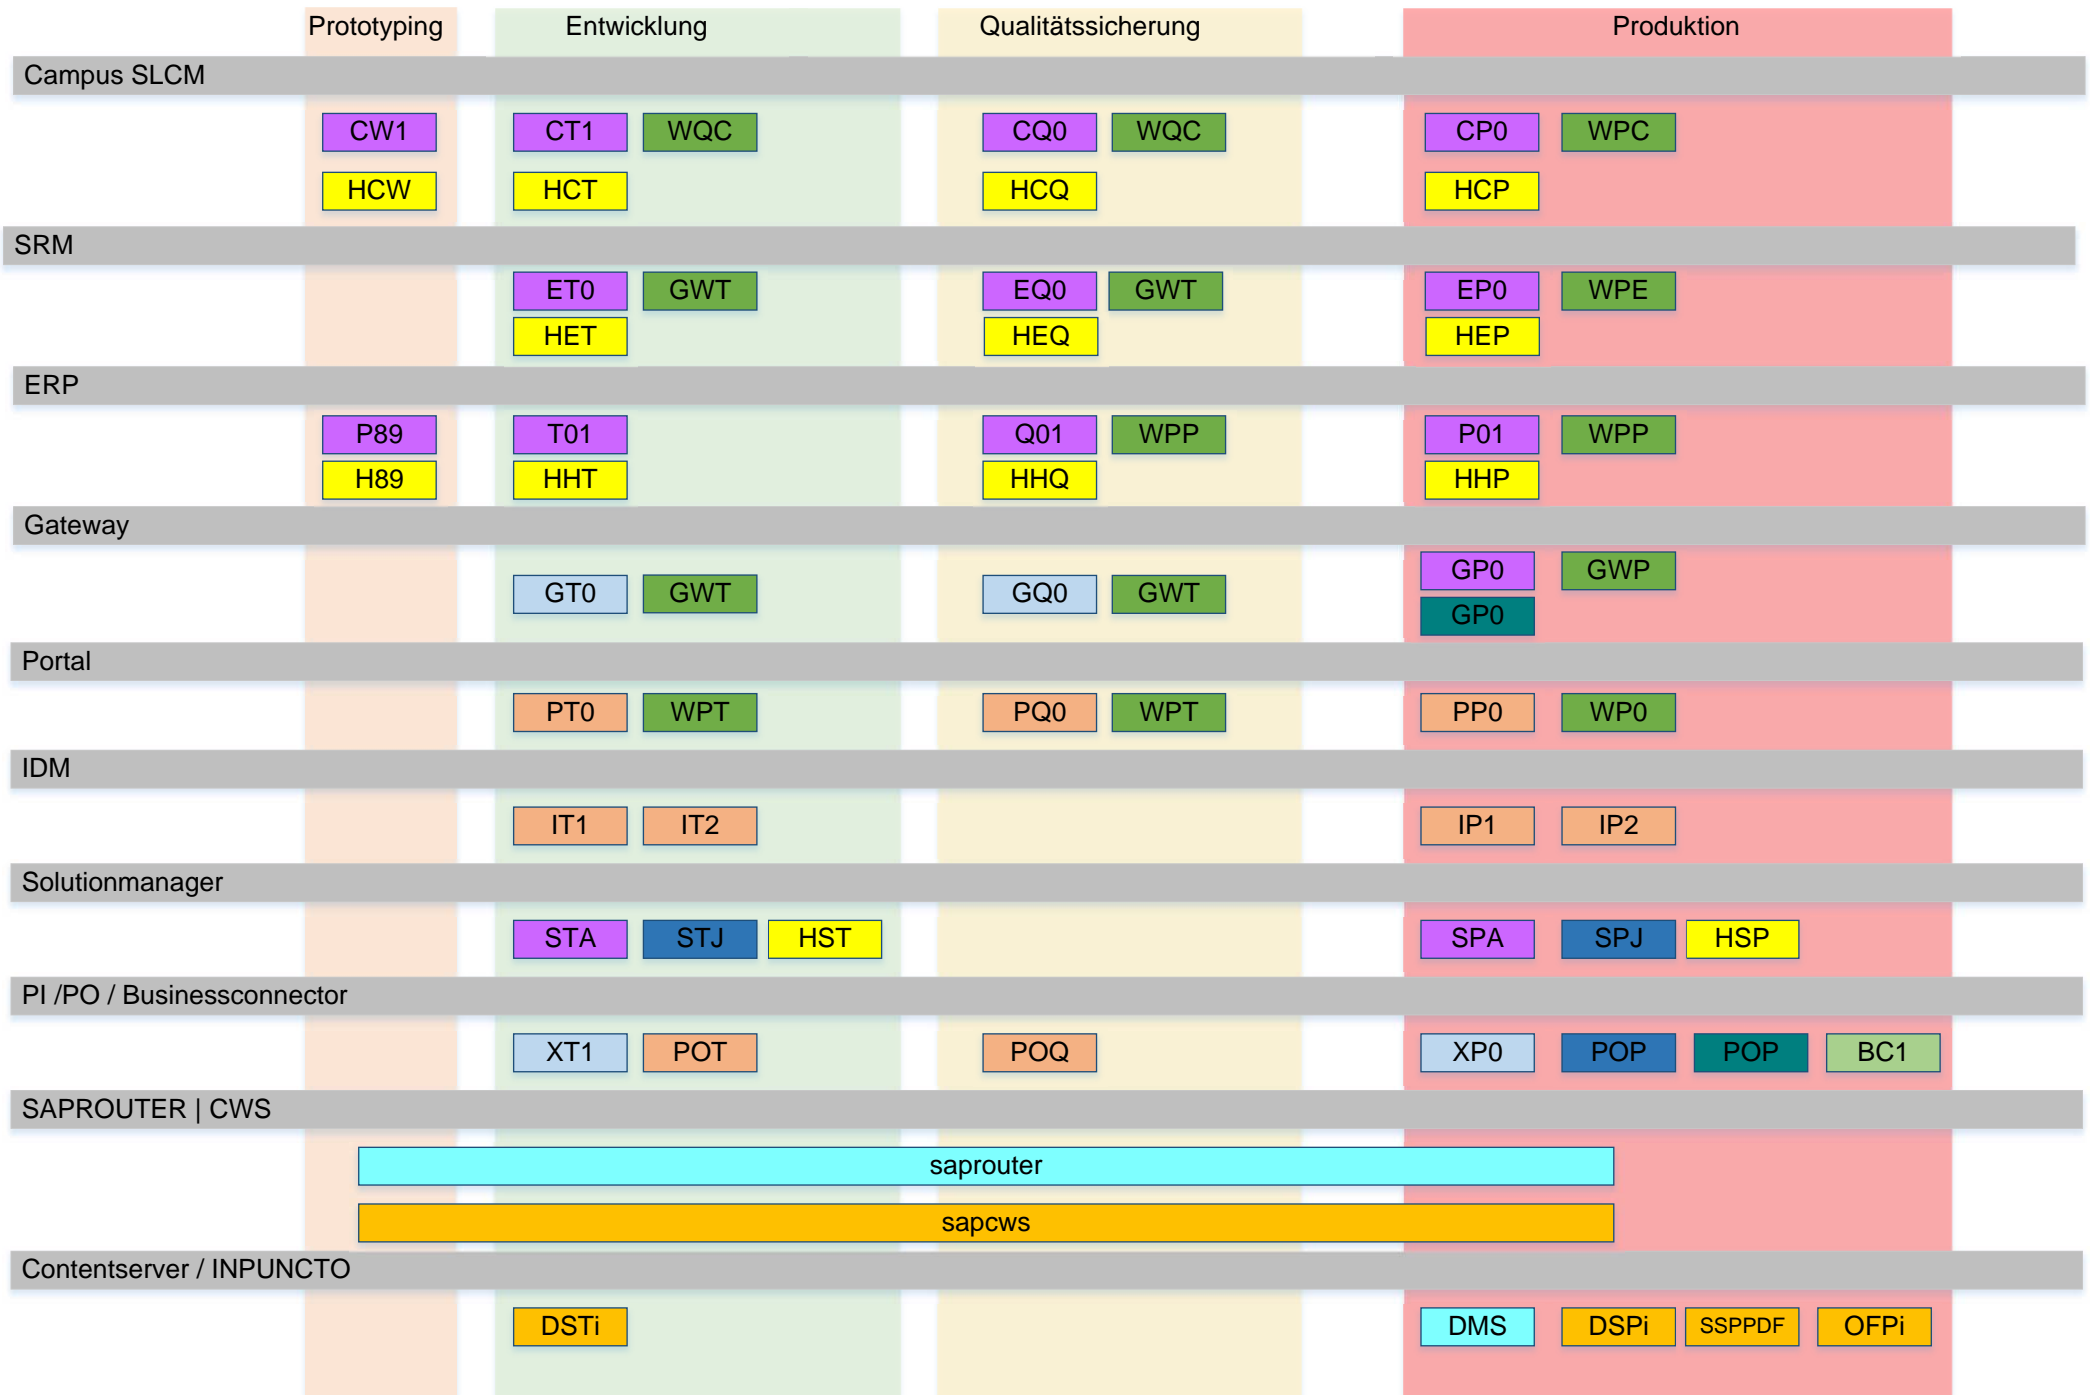 Prototyping Entwicklung Qualitätssicherung Produktion
Campus SLCM
CW1 CT1 WQC CQ0 WQC CP0 WPC
HCW HCT HCQ HCP
SRM
ET0 GWT EQ0 GWT EP0 WPE
HET HEQ HEP
ERP
P89 T01 Q01 WPP P01 WPP
H89 HHT HHQ HHP
Gateway
GP0 GWP
GT0 GWT GQ0 GWT
GP0
Portal
PT0 WPT PQ0 WPT PP0 WP0
IDM
IT1 IT2 IP1 IP2
Solutionmanager
STA STJ HST SPA SPJ HSP
PI /PO / Businessconnector
XT1 POT POQ XP0 POP POP BC1
SAPROUTER | CWS
saprouter
sapcws
Contentserver / INPUNCTO
DSTi DMS DSPi SSPPDF OFPi